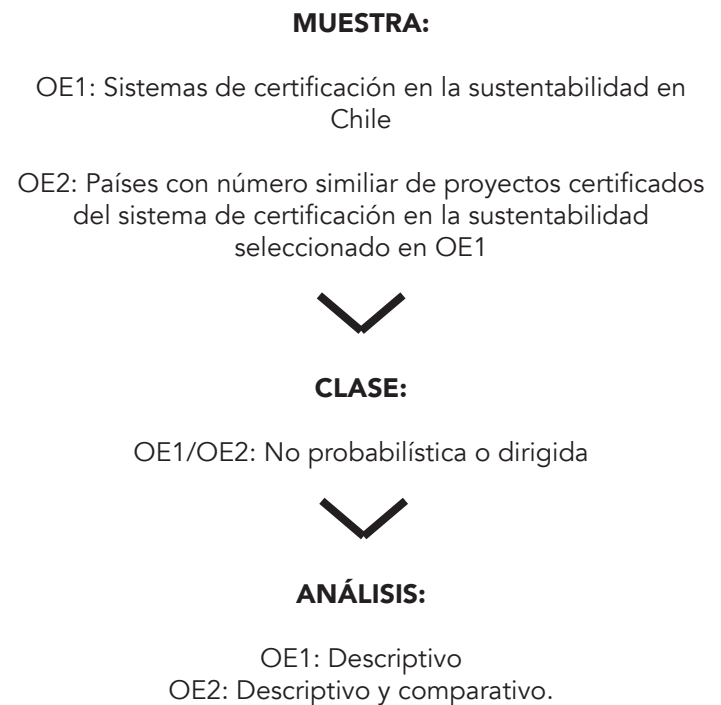 MUESTRA:
OE1: Sistemas de certificación en la sustentabilidad en
Chile
OE2: Países con número similiar de proyectos certificados
del sistema de certificación en la sustentabilidad
seleccionado en OE1
CLASE:
OE1/OE2: No probabilística o dirigida
ANÁLISIS:
OE1: Descriptivo
OE2: Descriptivo y comparativo.